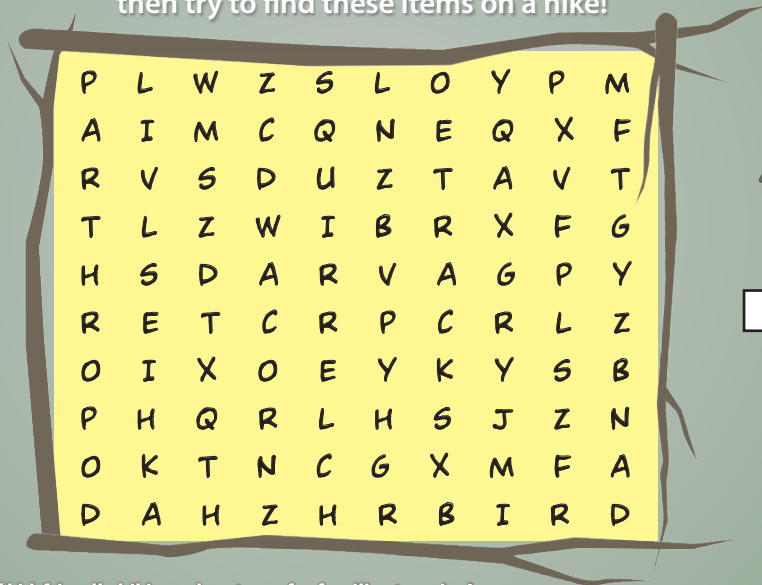 then try to find these items on a hike!
P L W Z S L O Y P M
A I M C Q N E Q X F
R V S D U Z T A V T
T L Z W I B R X F G
H S D A R V A G P Y
R E T C R P C R L Z
O I X O E Y K Y S B
P H Q R L H S J Z N
O K T N C G X M F A
D A H Z H R B I R D